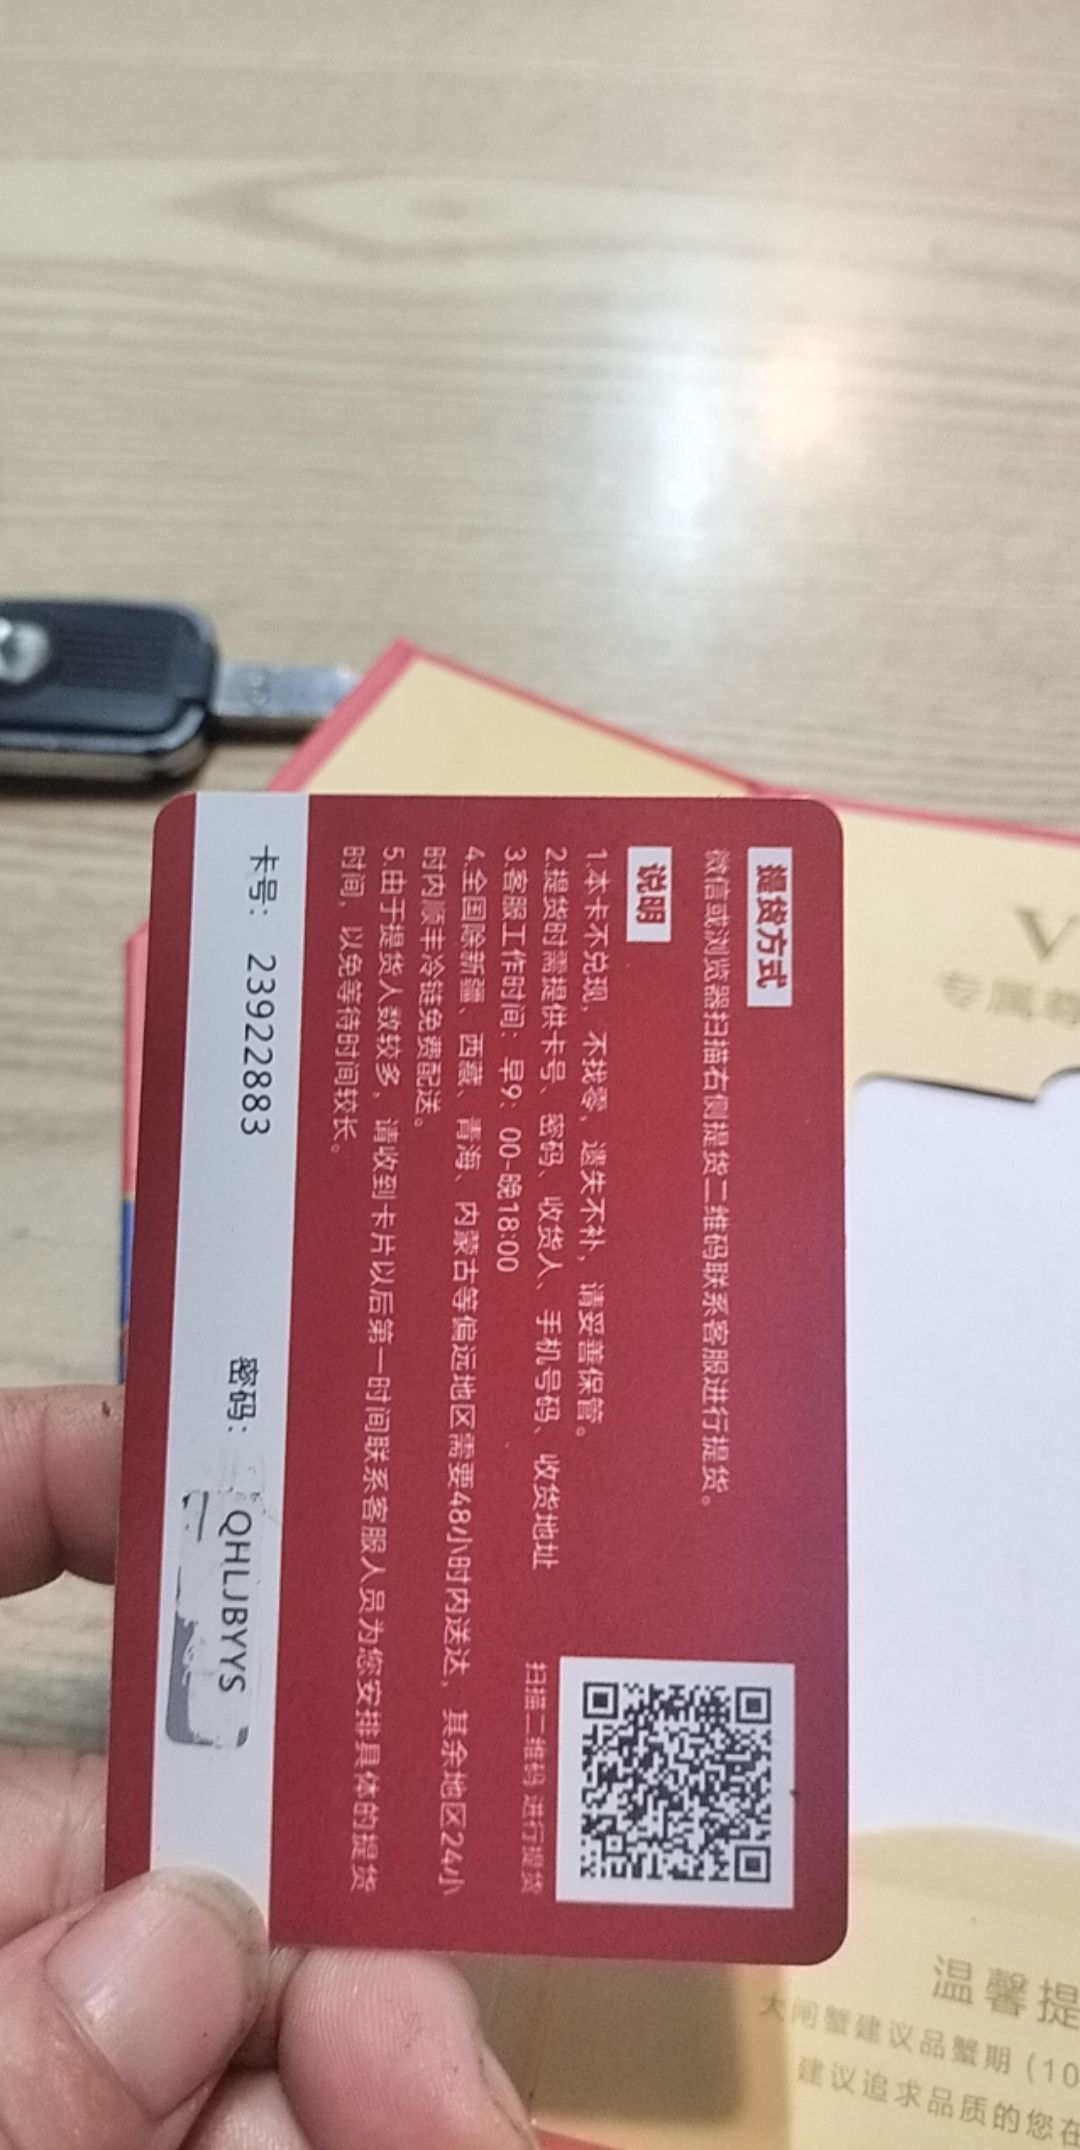 提货方式
微信或浏览器扫描右侧提货二维码联系客服进行提货。
说明
1.本卡不兑现，不找零，遗失不补，请妥善保管。
2.提货时需提供卡号、密码、收货人、手机号码、收货地址
3.客服工作时间：早9：00-晚18:00
4.全国除新疆、西藏、青海、内蒙古等偏远地区需要48小时内送达，其余地区24小
时内顺丰冷链免费配送。
5.由于提货人数较多，请收到卡片以后第一时间联系客服人员为您安排具体的提货
时间，以免等待时间较长。
扫描二维码 进行提货
卡号：23922883
密码：QHLJBYYS
V
专属尊
温馨提
大闸蟹建议品蟹期 (10
建议追求品质的您在